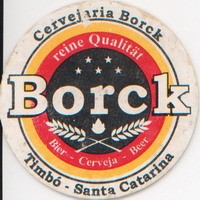 Cervejaria Borck
reine Qualität
Borck
Bier - Cerveja - Beer
Timbó - Santa Catarina